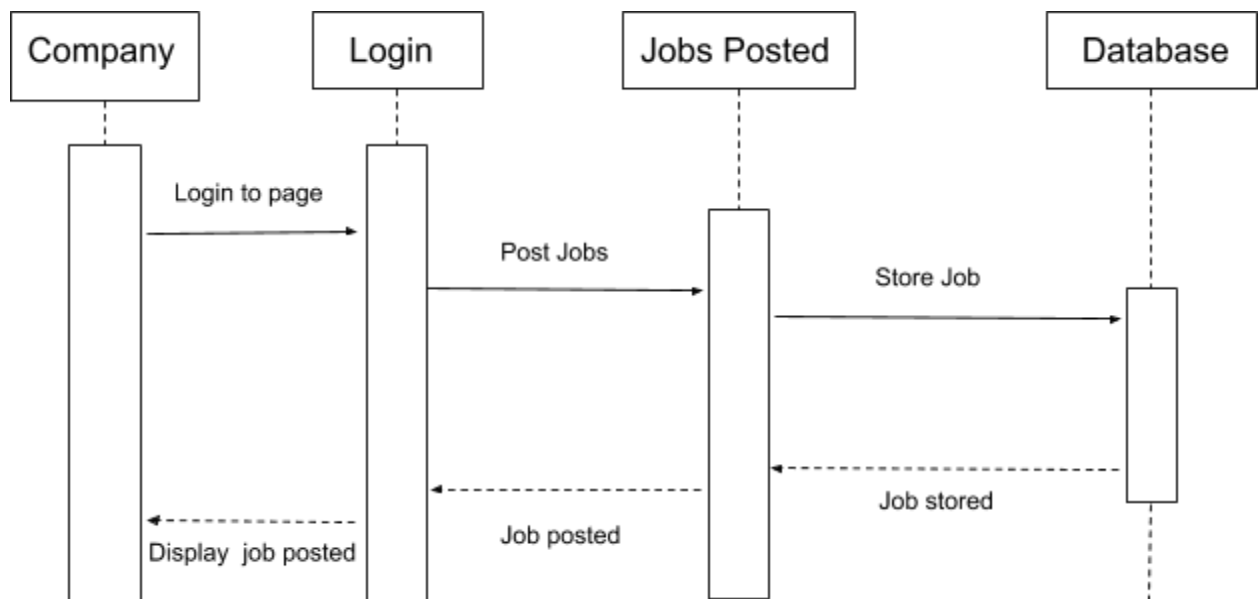 Company
Login
Jobs Posted
Database
Login to page
Post Jobs
Store Job
Job stored
Job posted
Display job posted